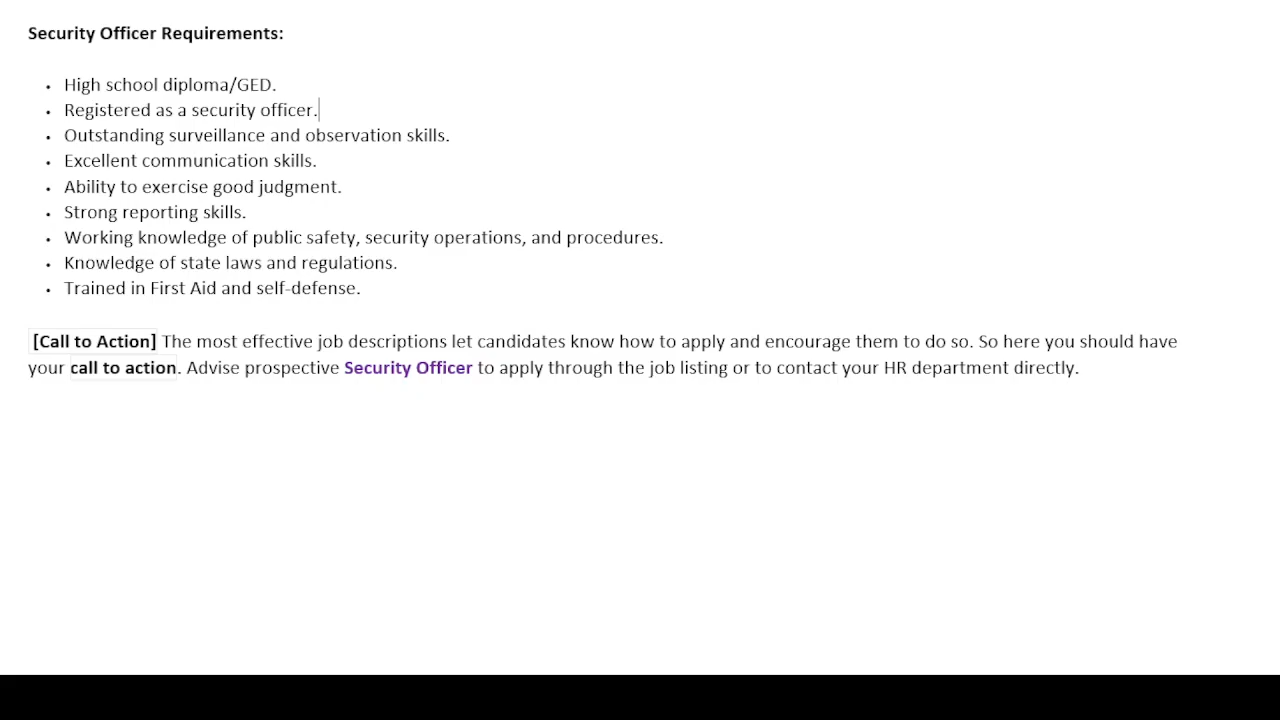 Security Officer Requirements:
• High school diploma/GED.
• Registered as a security officer.
• Outstanding surveillance and observation skills.
• Excellent communication skills.
• Ability to exercise good judgment.
• Strong reporting skills.
• Working knowledge of public safety, security operations, and procedures.
• Knowledge of state laws and regulations.
• Trained in First Aid and self-defense.
[Call to Action] The most effective job descriptions let candidates know how to apply and encourage them to do so. So here you should have
your call to action. Advise prospective Security Officer to apply through the job listing or to contact your HR department directly.